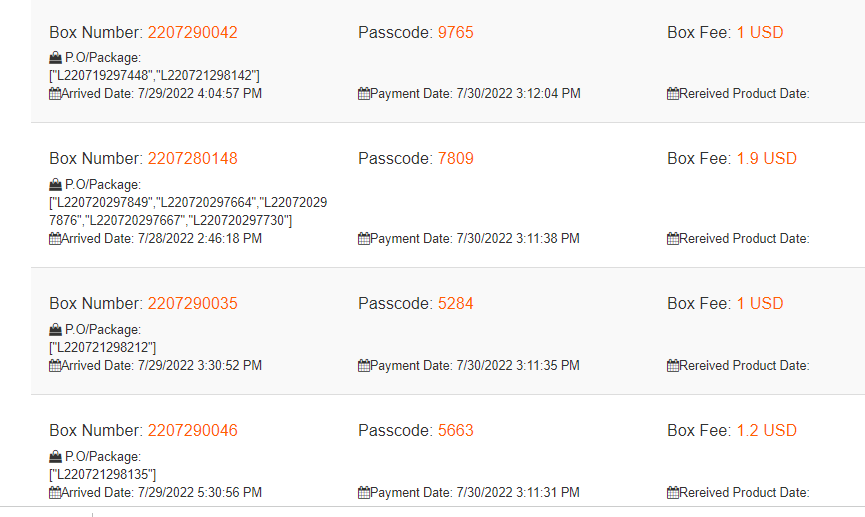 Box Number: 2207290042 Passcode: 9765 Box Fee: 1 USD
P.O/Package:
["L220719297448","L220721298142"]
Arrived Date: 7/29/2022 4:04:57 PM Payment Date: 7/30/2022 3:12:04 PM Rereived Product Date:
Box Number: 2207280148 Passcode: 7809 Box Fee: 1.9 USD
P.O/Package:
["L220720297849","L220720297664","L22072029
7876","L220720297667","L220720297730"]
Arrived Date: 7/28/2022 2:46:18 PM Payment Date: 7/30/2022 3:11:38 PM Rereived Product Date:
Box Number: 2207290035 Passcode: 5284 Box Fee: 1 USD
P.O/Package:
["L220721298212"]
Arrived Date: 7/29/2022 3:30:52 PM Payment Date: 7/30/2022 3:11:35 PM Rereived Product Date:
Box Number: 2207290046 Passcode: 5663 Box Fee: 1.2 USD
P.O/Package:
["L220721298135"]
Arrived Date: 7/29/2022 5:30:56 PM Payment Date: 7/30/2022 3:11:31 PM Rereived Product Date: